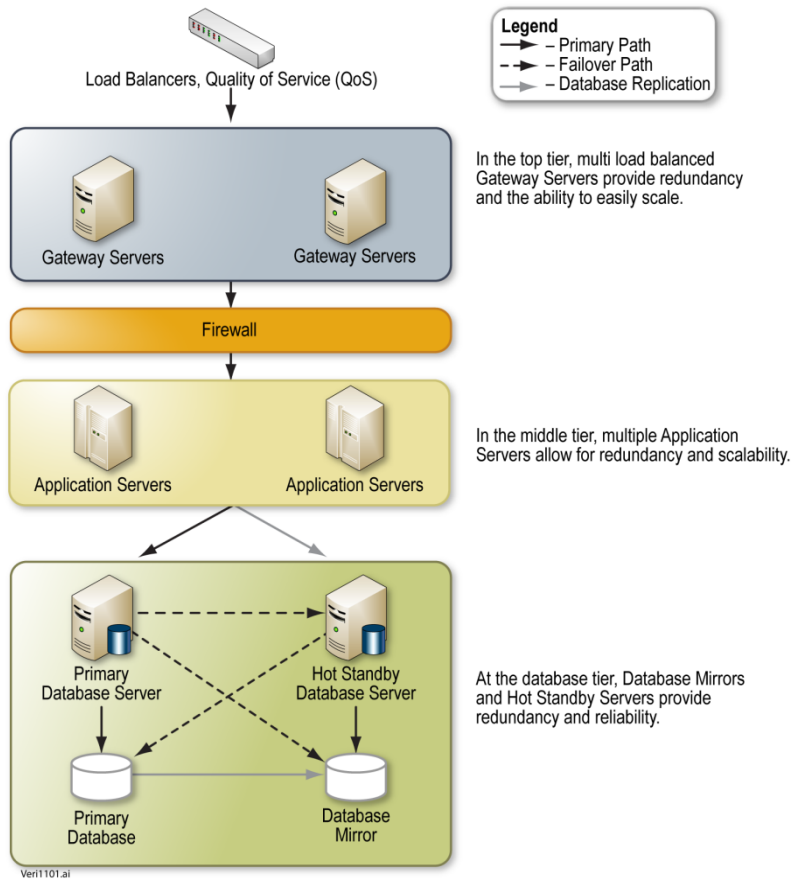 Legend
– Primary Path
– Failover Path
– Database Replication
Load Balancers, Quality of Service (QoS)
In the top tier, multi load balanced
Gateway Servers provide redundancy
and the ability to easily scale.
Gateway Servers
Gateway Servers
Firewall
In the middle tier, multiple Application
Servers allow for redundancy and scalability.
Application Servers
Application Servers
Primary
Database Server
Hot Standby
Database Server
At the database tier, Database Mirrors
and Hot Standby Servers provide
redundancy and reliability.
Primary
Database
Database
Mirror
Veri1101.ai